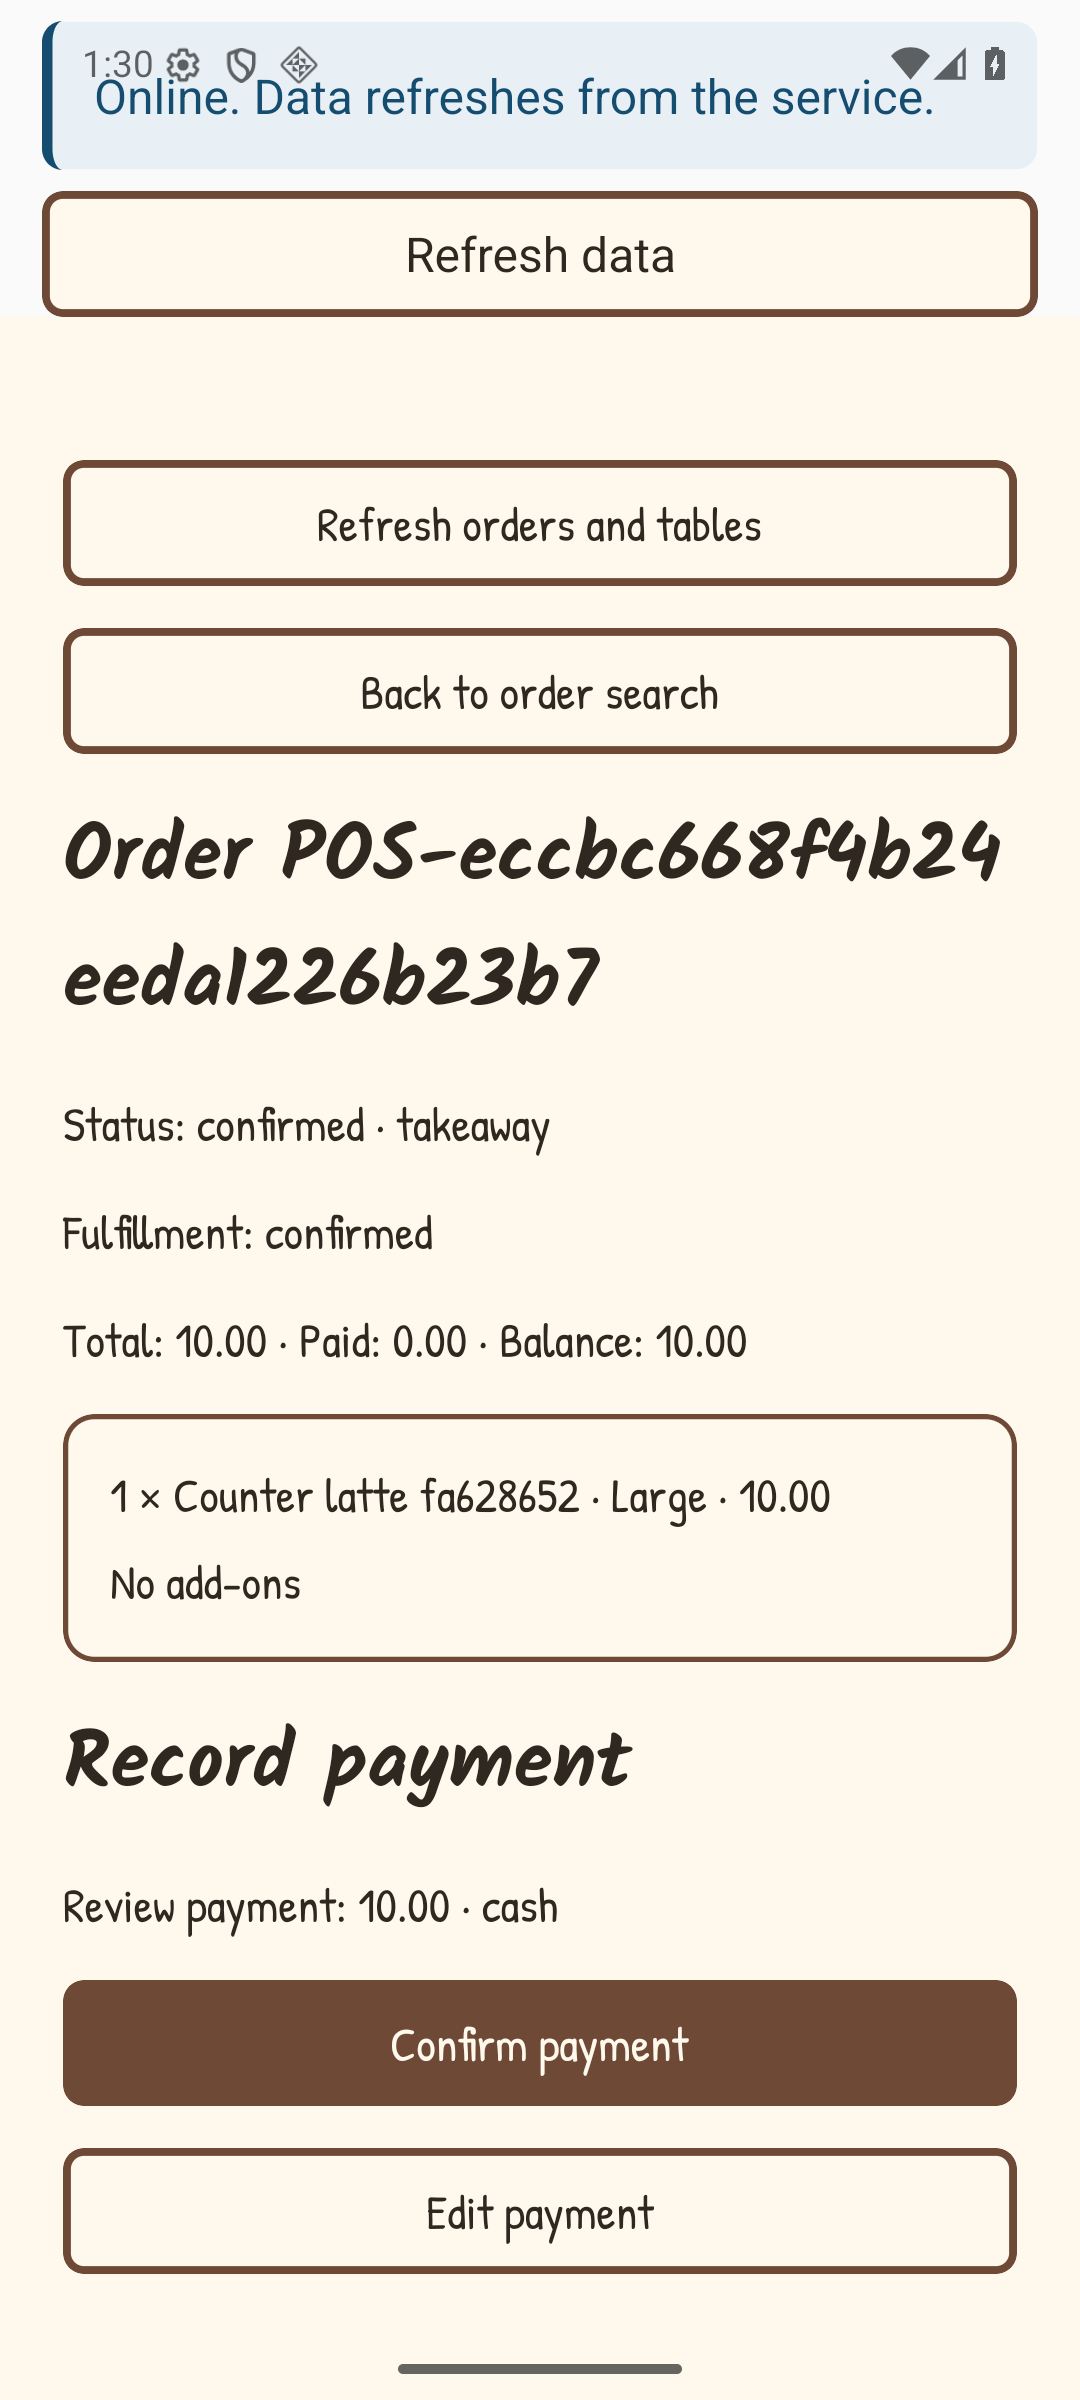 1:30
Online. Data refreshes from the service.
Refresh data
Refresh orders and tables
Back to order search
Order POS-eccbc668f4b24
eeda1226b23b7
Status: confirmed · takeaway
Fulfillment: confirmed
Total: 10.00 · Paid: 0.00 · Balance: 10.00
1 × Counter latte fa628652 · Large · 10.00
No add-ons
Record payment
Review payment: 10.00 · cash
Confirm payment
Edit payment